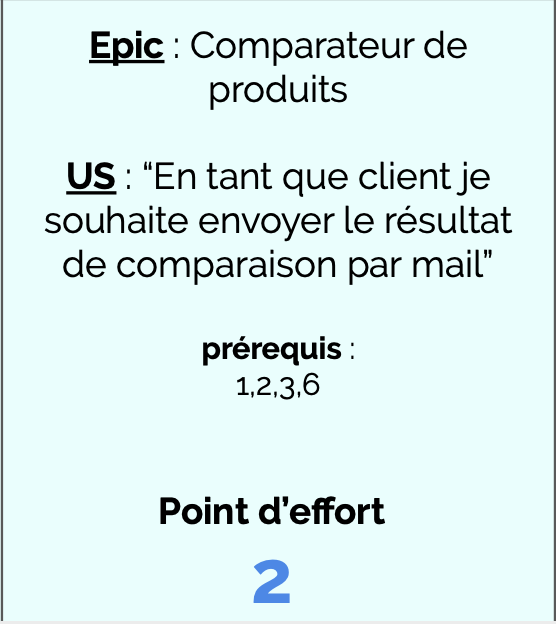 Epic : Comparateur de
produits
US : “En tant que client je
souhaite envoyer le résultat
de comparaison par mail”
prérequis :
1,2,3,6
Point d’effort
2